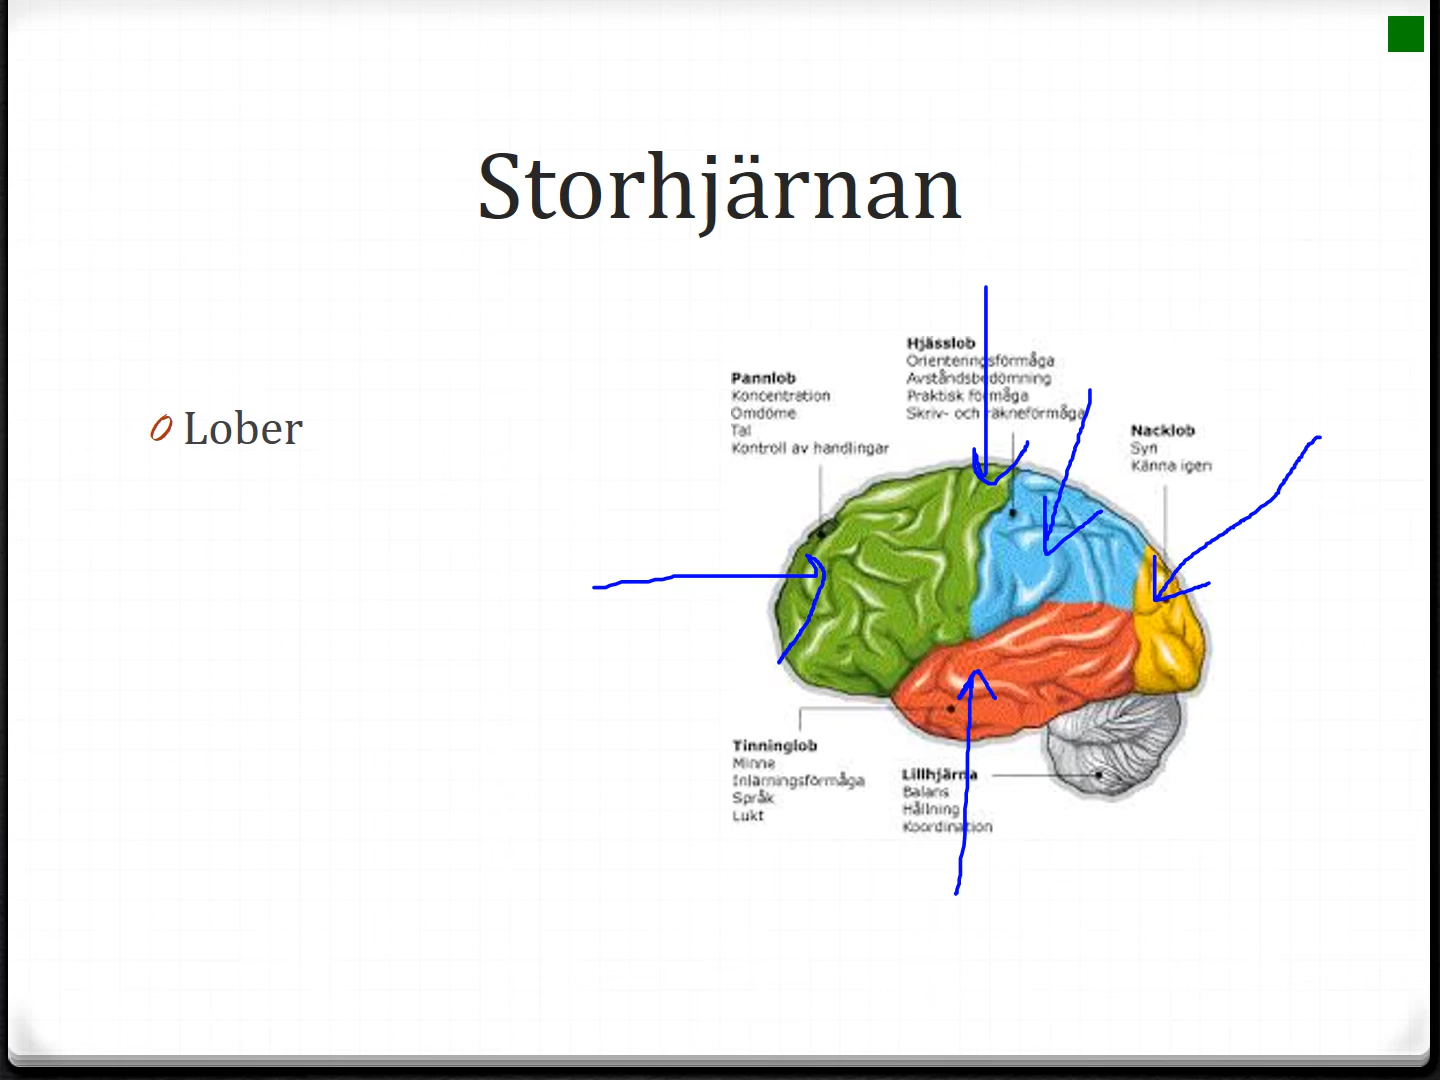 Storhjärnan
Lober
Hjässlob
Orienteringsförmåga
Avståndsbedömning
Praktisk förmåga
Skriv- och räkneförmåga
Pannlob
Koncentration
Omdöme
Tal
Kontroll av handlingar
Nacklob
Syn
Känna igen
Tinninglob
Minne
Inlärningsförmåga
Språk
Lukt
Lillhjärna
Balans
Hållning
Koordination